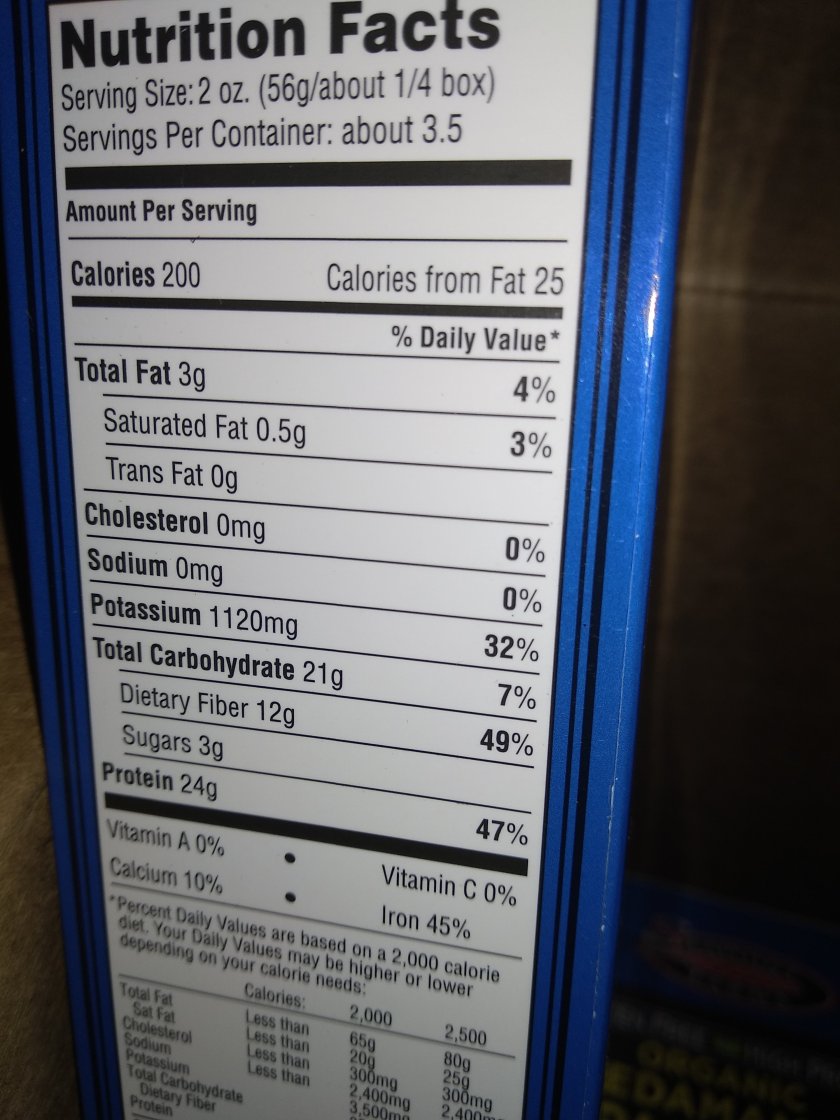 Nutrition Facts
Serving Size: 2 oz. (56g/about 1/4 box)
Servings Per Container: about 3.5
Amount Per Serving
Calories 200 Calories from Fat 25
% Daily Value*
Total Fat 3g 4%
Saturated Fat 0.5g 3%
Trans Fat 0g
Cholesterol 0mg 0%
Sodium 0mg 0%
Potassium 1120mg 32%
Total Carbohydrate 21g 7%
Dietary Fiber 12g 49%
Sugars 3g
Protein 24g 47%
Vitamin A 0% • Vitamin C 0%
Calcium 10% • Iron 45%
*Percent Daily Values are based on a 2,000 calorie
diet. Your Daily Values may be higher or lower
depending on your calorie needs:
Calories: 2,000 2,500
Total Fat Less than 65g 80g
Sat Fat Less than 20g 25g
Cholesterol Less than 300mg 300mg
Sodium Less than 2,400mg 2,400mg
Potassium 3,500mg
Total Carbohydrate
Dietary Fiber
Protein
ORGANIC